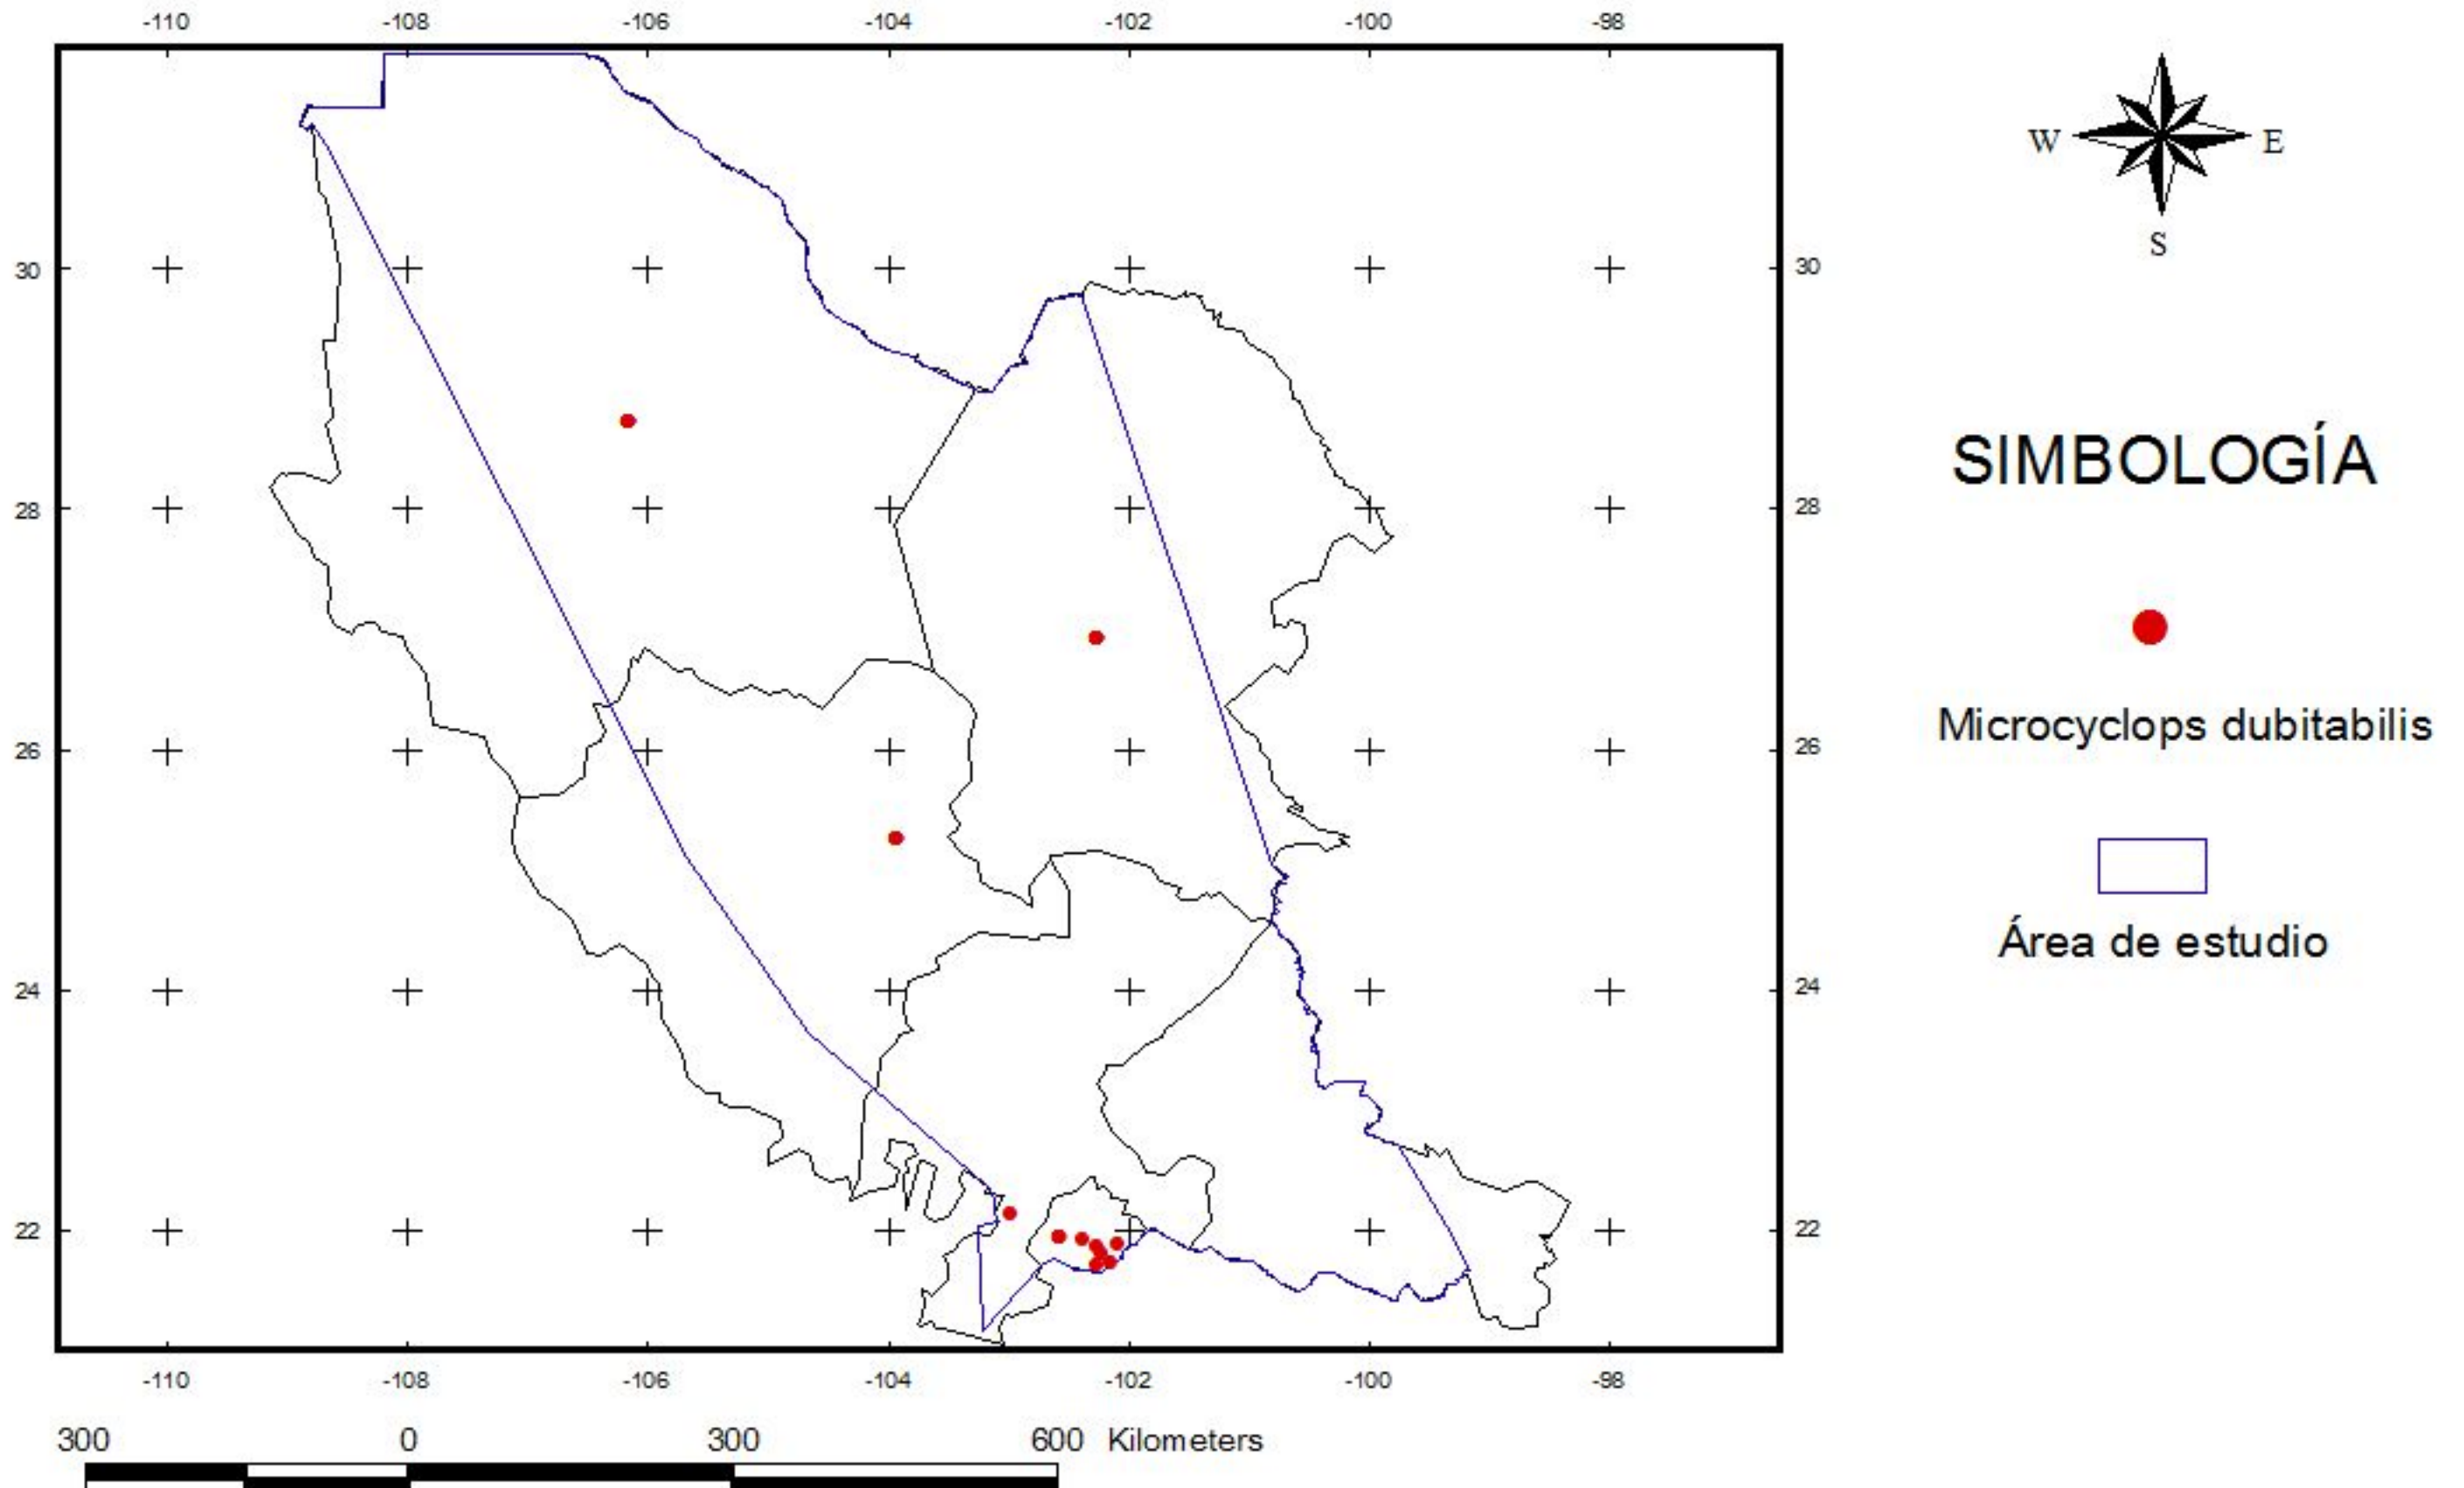 -110 -108 -106 -104 -102 -100 -98
W E
S
30 30
SIMBOLOGÍA
28 28
Microcyclops dubitabilis
26 26
Área de estudio
24 24
22 22
-110 -108 -106 -104 -102 -100 -98
300 0 300 600 Kilometers